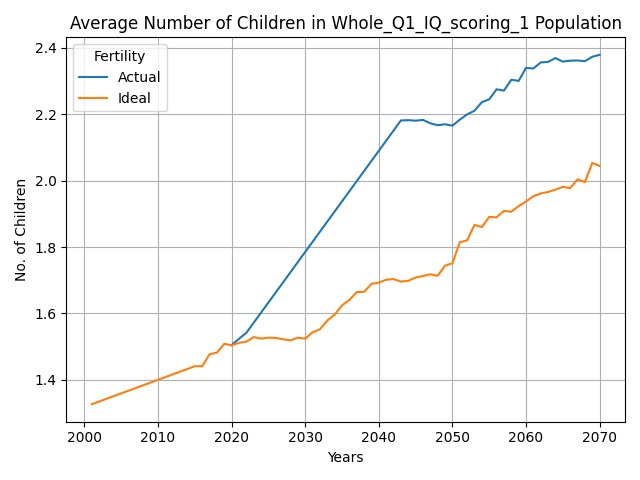 Average Number of Children in Whole_Q1_IQ_scoring_1 Population
Fertility
Actual
Ideal
No. of Children
2.4
2.2
2.0
1.8
1.6
1.4
2000 2010 2020 2030 2040 2050 2060 2070
Years